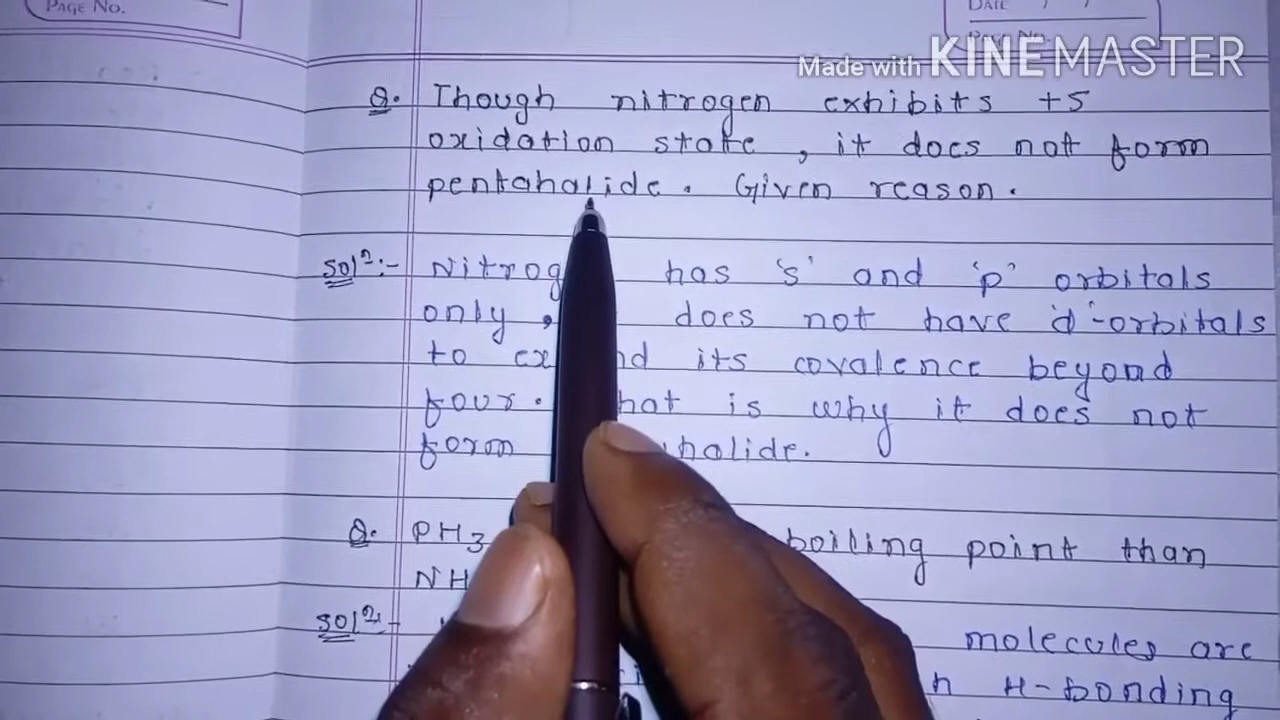 PAGE NO.
DATE / /
PAGE No.
Made with KINEMASTER
Q. Though nitrogen exhibits +5
oxidation state, it does not form
pentahalide. Given reason.
Solⁿ:- Nitrog has 's' and 'p' orbitals
only, does not have 'd'-orbitals
to ex nd its covalence beyond
four. hat is why it does not
form halide.
Q. PH3 boiling point than
NH
Solⁿ:- molecules are
n H-bonding